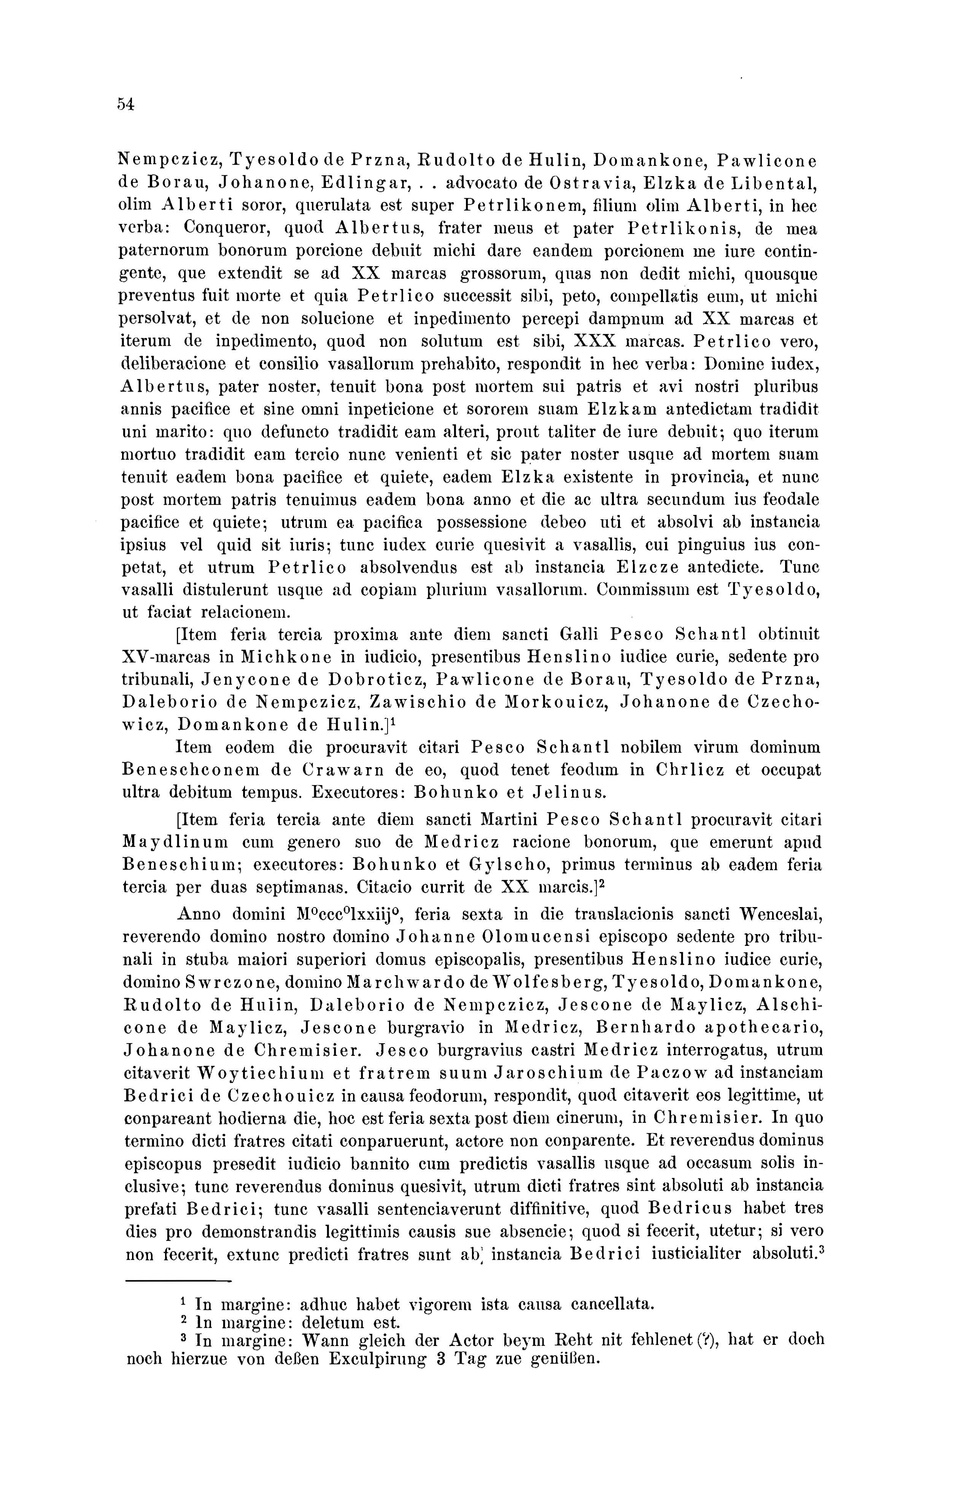 54
Nempczicz, Tyesoldo de Przna, Rudolto de Hulin, Domankone, Pawlicone
de Borau, Johanone, Edlingar, . . advocato de Ostravia, Elzka de Libental,
olim Alberti soror, querulata est super Petrlikonem, filium olim Alberti, in hec
verba: Conqueror, quod Albertus, frater meus et pater Petrlikonis, de mea
paternorum bonorum porcione debuit michi dare eandem porcionem me iure contin-
gente, que extendit se ad XX marcas grossorum, quas non dedit michi, quousque
preventus fuit morte et quia Petrlico successit sibi, peto, compellatis eum, ut michi
persolvat, et de non solucione et inpedimento percepi dampnum ad XX marcas et
iterum de inpedimento, quod non solutum est sibi, XXX marcas. Petrlico vero,
deliberacione et consilio vasallorum prehabito, respondit in hec verba: Domine iudex,
Albertus, pater noster, tenuit bona post mortem sui patris et avi nostri pluribus
annis pacifice et sine omni inpeticione et sororem suam Elzkam antedictam tradidit
uni marito: quo defuncto tradidit eam alteri, prout taliter de iure debuit; quo iterum
mortuo tradidit eam tercio nunc venienti et sic pater noster usque ad mortem suam
tenuit eadem bona pacifice et quiete, eadem Elzka existente in provincia, et nunc
post mortem patris tenuimus eadem bona anno et die ac ultra secundum ius feodale
pacifice et quiete; utrum ea pacifica possessione debeo uti et absolvi ab instancia
ipsius vel quid sit iuris; tunc iudex curie quesivit a vasallis, cui pinguius ius con-
petat, et utrum Petrlico absolvendus est ab instancia Elzcze antedicte. Tunc
vasalli distulerunt usque ad copiam plurium vasallorum. Commissum est Tyesoldo,
ut faciat relacionem.
[Item feria tercia proxima ante diem sancti Galli Pesco Schantl obtinuit
XV-marcas in Michkone in iudicio, presentibus Henslino iudice curie, sedente pro
tribunali, Jenycone de Dobroticz, Pawlicone de Borau, Tyesoldo de Przna,
Daleborio de Nempczicz, Zawischio de Morkouicz, Johanone de Czecho-
wicz, Domankone de Hulin.]¹
Item eodem die procuravit citari Pesco Schantl nobilem virum dominum
Beneschconem de Crawarn de eo, quod tenet feodum in Chrlicz et occupat
ultra debitum tempus. Executores: Bohunko et Jelinus.
[Item feria tercia ante diem sancti Martini Pesco Schantl procuravit citari
Maydlinum cum genero suo de Medricz racione bonorum, que emerunt apud
Beneschium; executores: Bohunko et Gylscho, primus terminus ab eadem feria
tercia per duas septimanas. Citacio currit de XX marcis.]²
Anno domini M⁰ccc⁰lxxiij⁰, feria sexta in die translacionis sancti Wenceslai,
reverendo domino nostro domino Johanne Olomucensi episcopo sedente pro tribu-
nali in stuba maiori superiori domus episcopalis, presentibus Henslino iudice curie,
domino Swrczone, domino Marchwardo de Wolfesberg, Tyesoldo, Domankone,
Rudolto de Hulin, Daleborio de Nempczicz, Jescone de Maylicz, Alschi-
cone de Maylicz, Jescone burgravio in Medricz, Bernhardo apothecario,
Johanone de Chremisier. Jesco burgravius castri Medricz interrogatus, utrum
citaverit Woytiechium et fratrem suum Jaroschium de Paczow ad instanciam
Bedrici de Czechouicz in causa feodorum, respondit, quod citaverit eos legittime, ut
conpareant hodierna die, hoc est feria sexta post diem cinerum, in Chremisier. In quo
termino dicti fratres citati conparuerunt, actore non conparente. Et reverendus dominus
episcopus presedit iudicio bannito cum predictis vasallis usque ad occasum solis in-
clusive; tunc reverendus dominus quesivit, utrum dicti fratres sint absoluti ab instancia
prefati Bedrici; tunc vasalli sentenciaverunt diffinitive, quod Bedricus habet tres
dies pro demonstrandis legittimis causis sue absencie; quod si fecerit, utetur; si vero
non fecerit, extunc predicti fratres sunt ab instancia Bedrici iusticialiter absoluti.³
¹ In margine: adhuc habet vigorem ista causa cancellata.
² In margine: deletum est.
³ In margine: Wann gleich der Actor beym Reht nit fehlenet (?), hat er doch
noch hierzue von deßen Exculpirung 3 Tag zue genüßen.